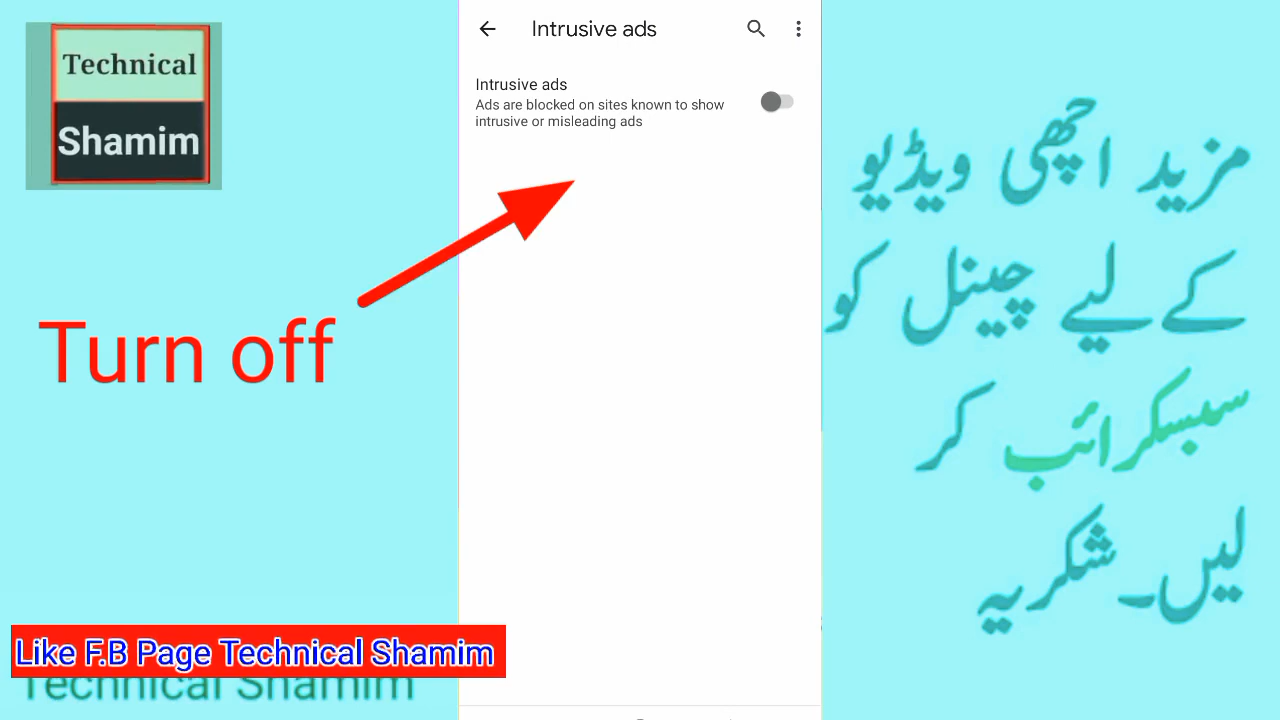 Technical
Shamim
Intrusive ads
Intrusive ads
Ads are blocked on sites known to show
intrusive or misleading ads
Turn off
مزید اچھی ویڈیو
کے لیے چینل کو
سبسکرائب کر
لیں۔ شکریہ
Like F.B Page Technical Shamim
Technical Shamim